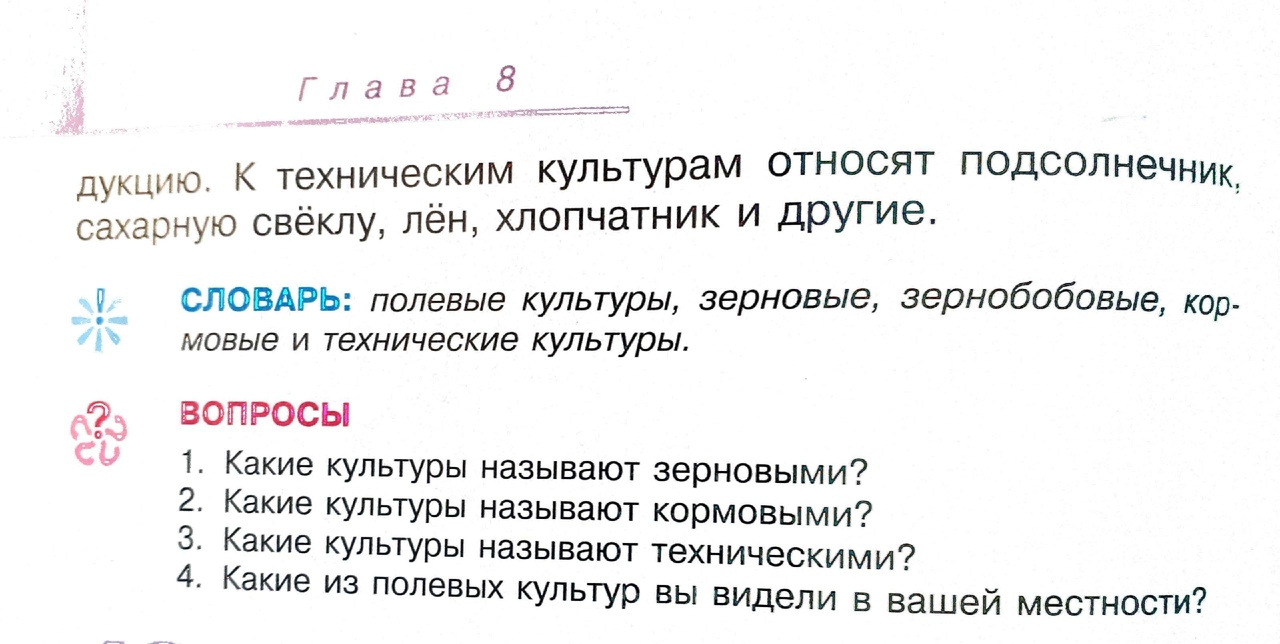 Глава 8
дукцию. К техническим культурам относят подсолнечник,
сахарную свёклу, лён, хлопчатник и другие.
СЛОВАРЬ: полевые культуры, зерновые, зернобобовые, кор-
мовые и технические культуры.
ВОПРОСЫ
1. Какие культуры называют зерновыми?
2. Какие культуры называют кормовыми?
3. Какие культуры называют техническими?
4. Какие из полевых культур вы видели в вашей местности?